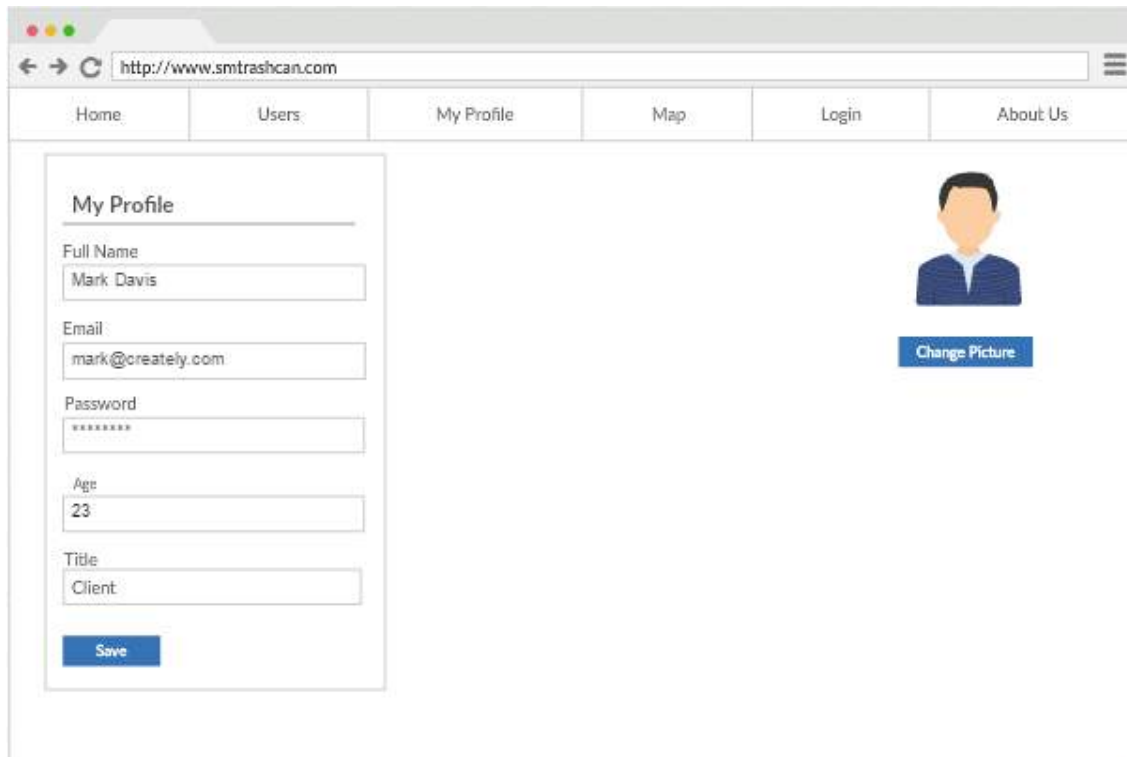 http://www.smtrashcan.com
Home Users My Profile Map Login About Us
My Profile
Full Name
Mark Davis
Email
mark@creately.com
Password
********
Age
23
Title
Client
Save
Change Picture